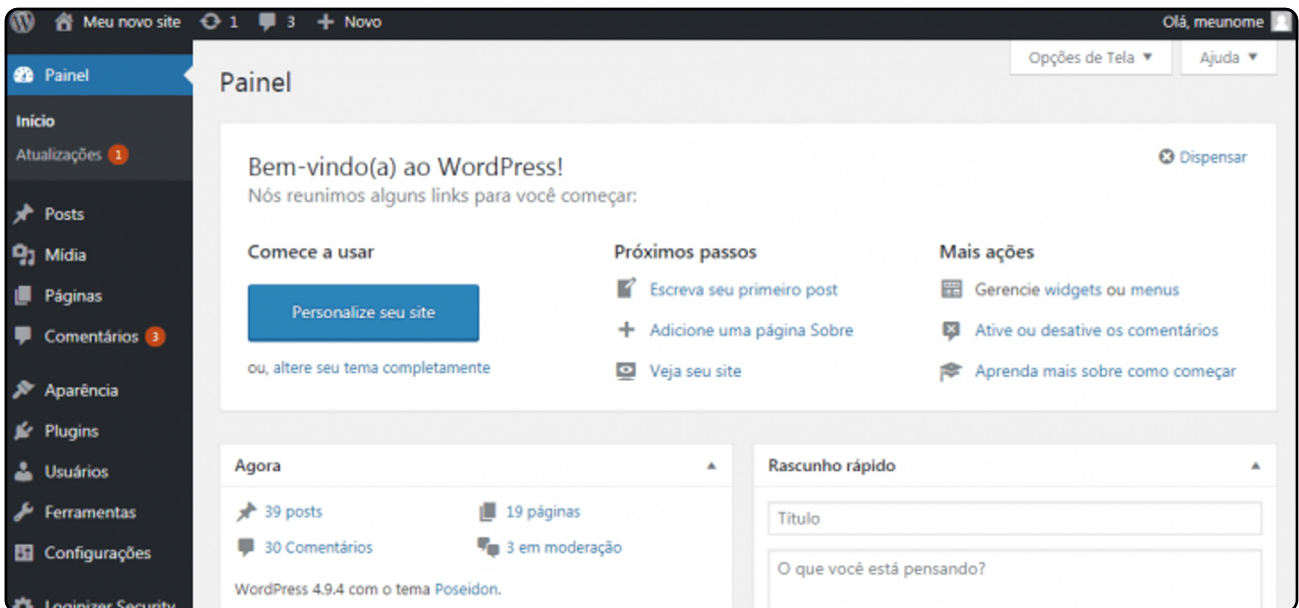 Meu novo site 1 3 + Novo
Olá, meunome
Opções de Tela ▼
Ajuda ▼
Painel
Início
Atualizações 1
Posts
Mídia
Páginas
Comentários 3
Aparência
Plugins
Usuários
Ferramentas
Configurações
Loginizer Security
Painel
Bem-vindo(a) ao WordPress!
Dispensar
Nós reunimos alguns links para você começar:
Comece a usar
Personalize seu site
ou, altere seu tema completamente
Próximos passos
Escreva seu primeiro post
Adicione uma página Sobre
Veja seu site
Mais ações
Gerencie widgets ou menus
Ative ou desative os comentários
Aprenda mais sobre como começar
Agora
39 posts
19 páginas
30 Comentários
3 em moderação
WordPress 4.9.4 com o tema Poseidon.
Rascunho rápido
Título
O que você está pensando?